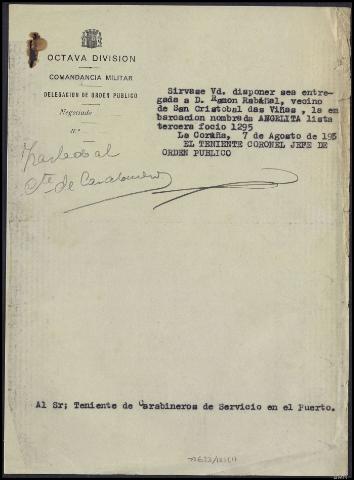 OCTAVA DIVISION
COMANDANCIA MILITAR
DELEGACION DE ORDEN PUBLICO
Negociado
N.º
Sirvase Vd. disponer sea entre-
gada a D. Ramon Rabañal, vecino
de San Cristobal das Viñas , la em
barcacion nombrada ANGELITA lista
tercera focio 1295
La Coruña, 7 de Agosto de 193
EL TENIENTE CORONEL JEFE DE
ORDEN PUBLICO
Traslado al
Cte de Carabineros
Al Sr; Teniente de Carabineros de Servicio en el Puerto.